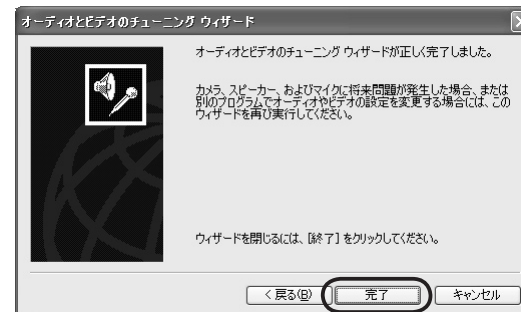 オーディオとビデオのチューニング ウィザード
オーディオとビデオのチューニング ウィザードが正しく完了しました。
カメラ、スピーカー、およびマイクに将来問題が発生した場合、または
別のプログラムでオーディオやビデオの設定を変更する場合には、この
ウィザードを再び実行してください。
ウィザードを閉じるには、[終了] をクリックしてください。
< 戻る(B)
完了
キャンセル